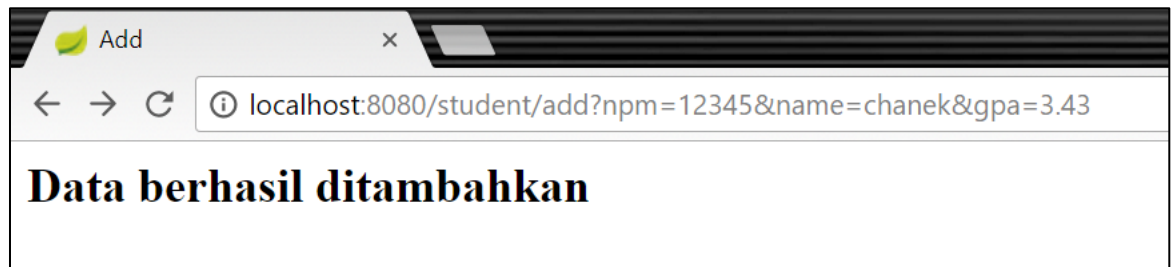 Add
localhost:8080/student/add?npm=12345&name=chanek&gpa=3.43
Data berhasil ditambahkan